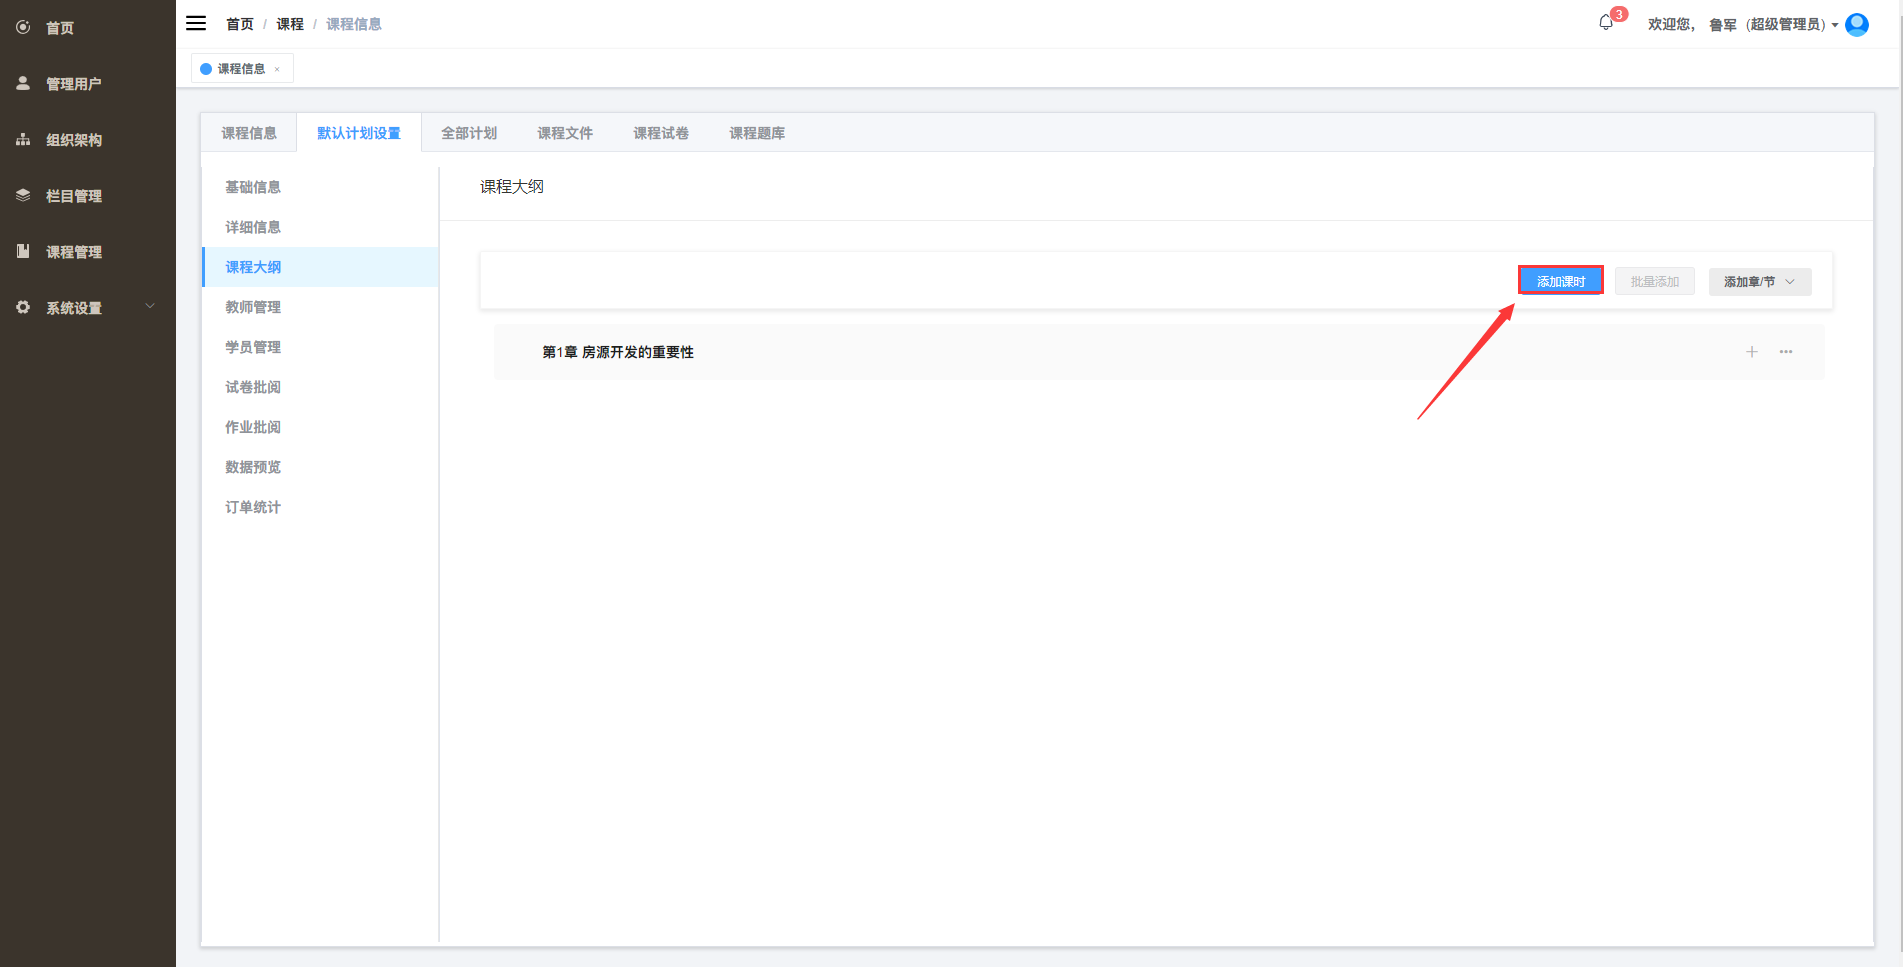 首页
管理用户
组织架构
栏目管理
课程管理
系统设置
首页 / 课程 / 课程信息
3
欢迎您， 鲁军（超级管理员）
课程信息 ×
课程信息 默认计划设置 全部计划 课程文件 课程试卷 课程题库
基础信息
详细信息
课程大纲
教师管理
学员管理
试卷批阅
作业批阅
数据预览
订单统计
课程大纲
添加课时 批量添加 添加章/节
第1章 房源开发的重要性